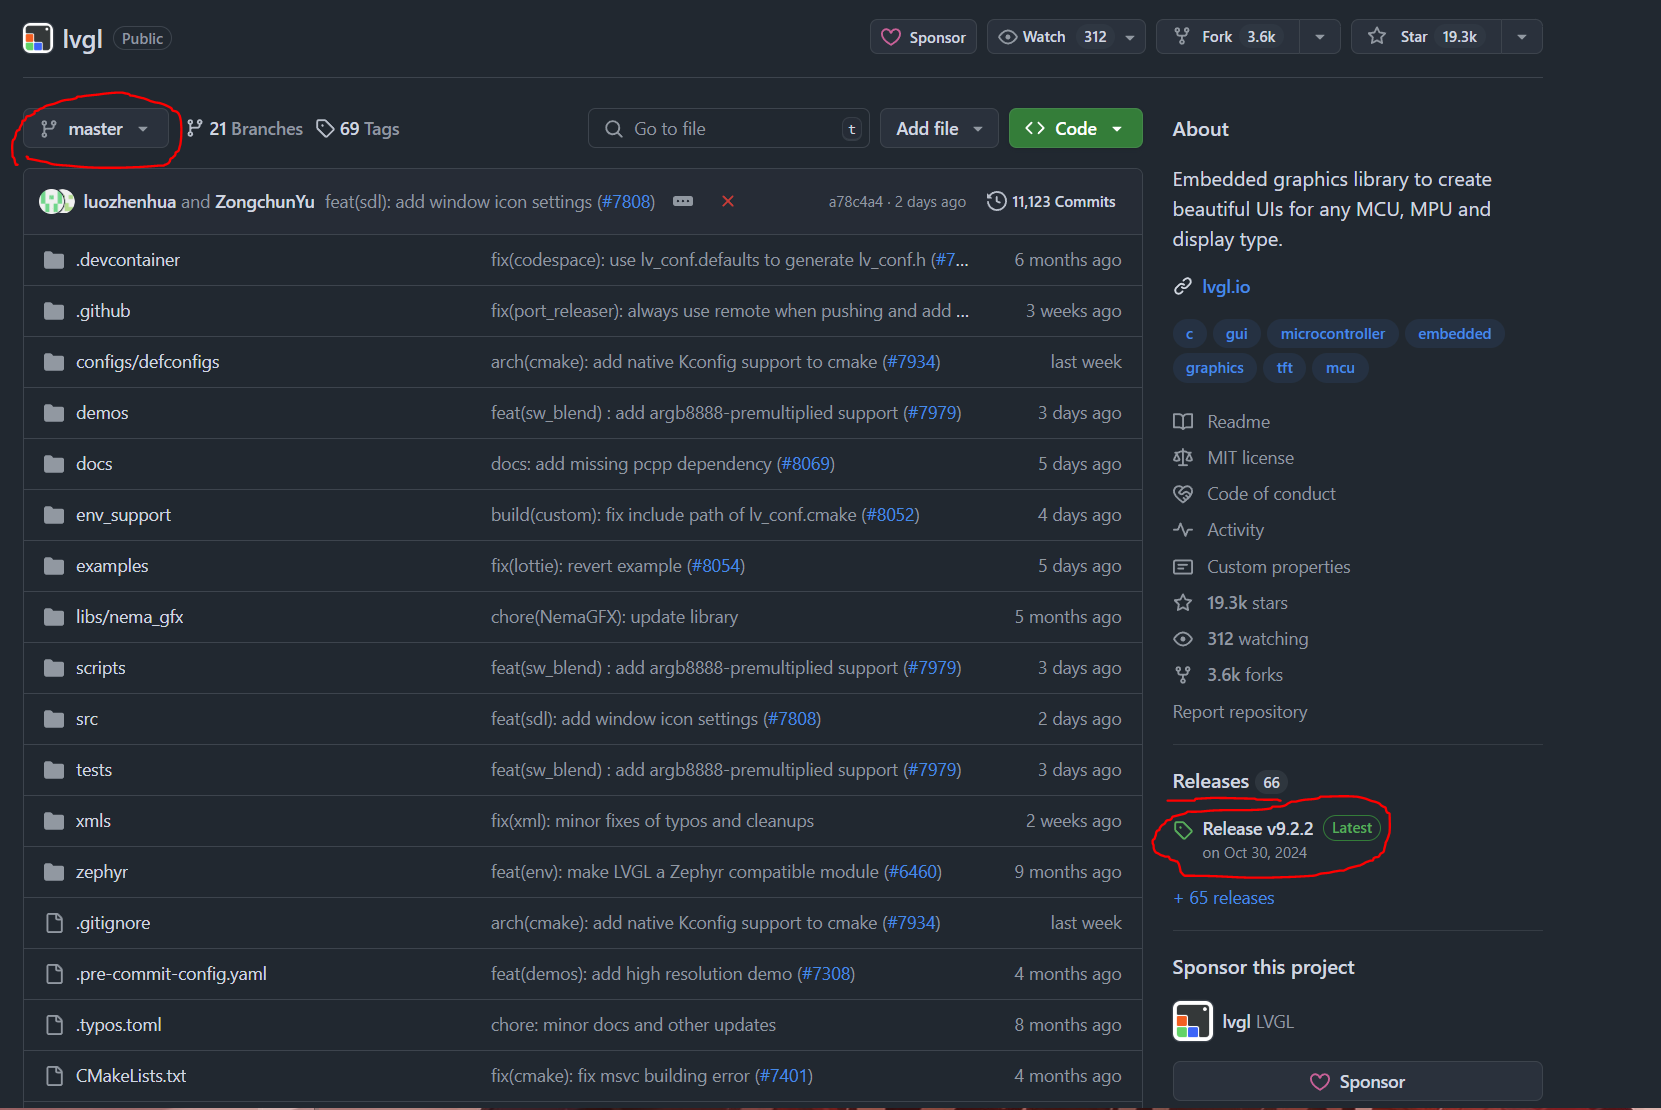 lvgl Public Sponsor Watch 312 Fork 3.6k Star 19.3k
master 21 Branches 69 Tags Go to file t Add file Code
luozhenhua and ZongchunYu feat(sdl): add window icon settings (#7808) a78c4a4 · 2 days ago 11,123 Commits
.devcontainer fix(codespace): use lv_conf.defaults to generate lv_conf.h (#7... 6 months ago
.github fix(port_releaser): always use remote when pushing and add ... 3 weeks ago
configs/defconfigs arch(cmake): add native Kconfig support to cmake (#7934) last week
demos feat(sw_blend) : add argb8888-premultiplied support (#7979) 3 days ago
docs docs: add missing pcpp dependency (#8069) 5 days ago
env_support build(custom): fix include path of lv_conf.cmake (#8052) 4 days ago
examples fix(lottie): revert example (#8054) 5 days ago
libs/nema_gfx chore(NemaGFX): update library 5 months ago
scripts feat(sw_blend) : add argb8888-premultiplied support (#7979) 3 days ago
src feat(sdl): add window icon settings (#7808) 2 days ago
tests feat(sw_blend) : add argb8888-premultiplied support (#7979) 3 days ago
xmls fix(xml): minor fixes of typos and cleanups 2 weeks ago
zephyr feat(env): make LVGL a Zephyr compatible module (#6460) 9 months ago
.gitignore arch(cmake): add native Kconfig support to cmake (#7934) last week
.pre-commit-config.yaml feat(demos): add high resolution demo (#7308) 4 months ago
.typos.toml chore: minor docs and other updates 8 months ago
CMakeLists.txt fix(cmake): fix msvc building error (#7401) 4 months ago
About
Embedded graphics library to create
beautiful UIs for any MCU, MPU and
display type.
lvgl.io
c gui microcontroller embedded
graphics tft mcu
Readme
MIT license
Code of conduct
Activity
Custom properties
19.3k stars
312 watching
3.6k forks
Report repository
Releases 66
Release v9.2.2 Latest
on Oct 30, 2024
+ 65 releases
Sponsor this project
lvgl LVGL
Sponsor